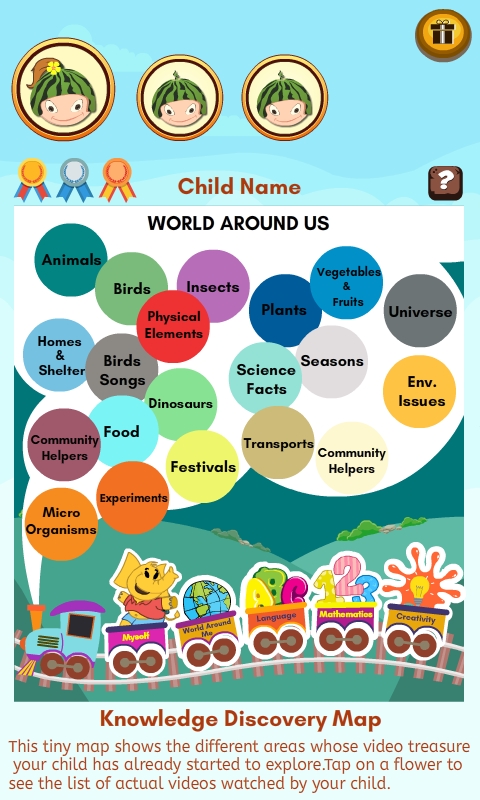 ?
Child Name
WORLD AROUND US
Animals
Birds
Insects
Plants
Vegetables
&
Fruits
Universe
Physical
Elements
Homes
&
Shelter
Birds
Songs
Science
Facts
Seasons
Env.
Issues
Dinosaurs
Community
Helpers
Food
Festivals
Transports
Community
Helpers
Micro
Organisms
Experiments
ABC
123
Myself
World Around
Me
Language
Mathematics
Creativity
Knowledge Discovery Map
This tiny map shows the different areas whose video treasure
your child has already started to explore.Tap on a flower to
see the list of actual videos watched by your child.